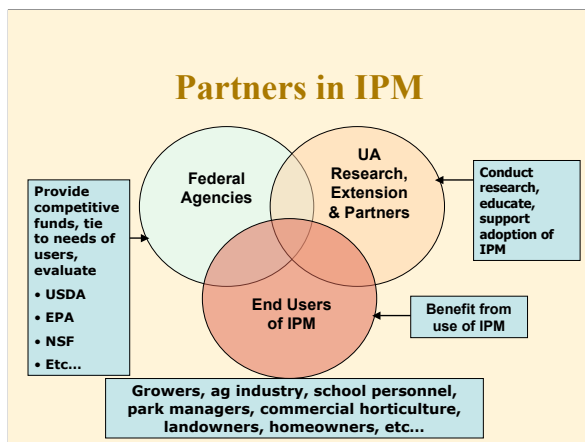 Partners in IPM
Federal
Agencies
UA
Research,
Extension
& Partners
Provide
competitive
funds, tie
to needs of
users,
evaluate
• USDA
• EPA
• NSF
• Etc...
Conduct
research,
educate,
support
adoption of
IPM
End Users
of IPM
Benefit from
use of IPM
Growers, ag industry, school personnel,
park managers, commercial horticulture,
landowners, homeowners, etc...